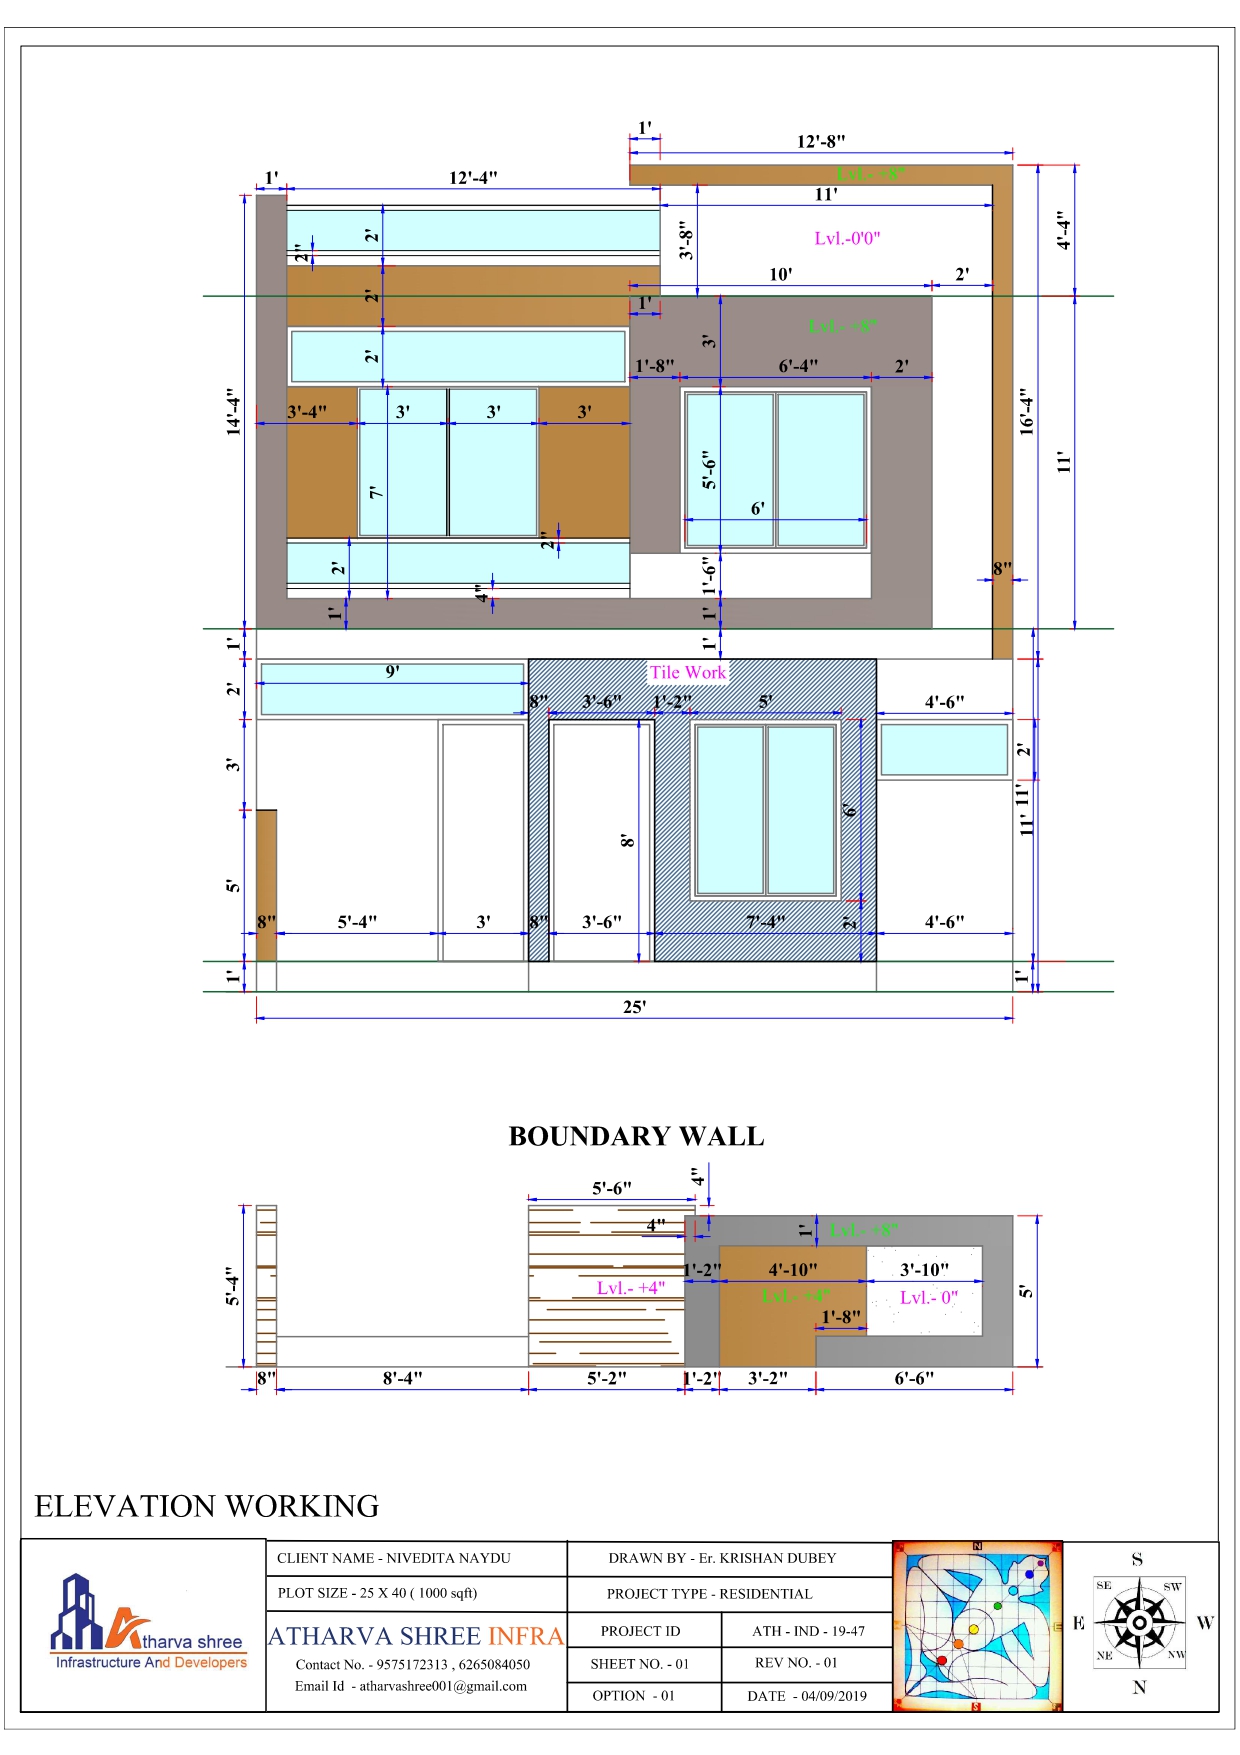 1'
12'-8"
Lvl.- +8"
1'
12'-4"
11'
2'
2"
3'-8"
Lvl.-0'0"
4'-4"
10'
2'
2'
1'
Lvl.- +8"
3'
2'
1'-8"
6'-4"
2'
14'-4"
3'-4"
3'
3'
3'
16'-4"
11'
7'
5'-6"
6'
2"
2'
4"
1'-6"
8"
1'
1'
1'
1'
Tile Work
9'
2'
8"
3'-6"
1'-2"
5'
4'-6"
3'
2'
11'
11'
8'
6'
5'
8"
5'-4"
3'
8"
3'-6"
7'-4"
2'
4'-6"
1'
1'
25'
BOUNDARY WALL
5'-6"
4"
4"
1'
Lvl.- +8"
5'-4"
Lvl.- +4"
1'-2"
4'-10"
Lvl.- +4"
3'-10"
Lvl.- 0"
1'-8"
5'
8"
8'-4"
5'-2"
1'-2"
3'-2"
6'-6"
ELEVATION WORKING
Atharva shree
Infrastructure And Developers
CLIENT NAME - NIVEDITA NAYDU
PLOT SIZE - 25 X 40 ( 1000 sqft)
ATHARVA SHREE INFRA
Contact No. - 9575172313 , 6265084050
Email Id - atharvashree001@gmail.com
DRAWN BY - Er. KRISHAN DUBEY
PROJECT TYPE - RESIDENTIAL
PROJECT ID
ATH - IND - 19-47
SHEET NO. - 01
REV NO. - 01
OPTION - 01
DATE - 04/09/2019
N
E
S
S
SE
SW
E
W
NE
NW
N